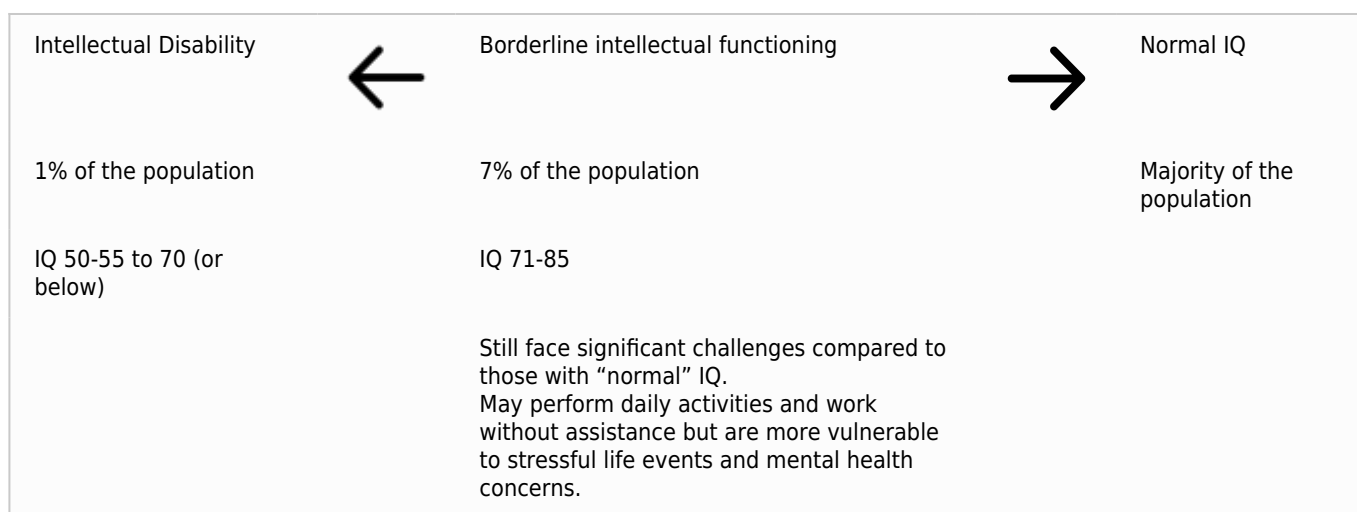 Intellectual Disability
Borderline intellectual functioning
Normal IQ
1% of the population
7% of the population
Majority of the
population
IQ 50-55 to 70 (or
below)
IQ 71-85
Still face significant challenges compared to
those with “normal” IQ.
May perform daily activities and work
without assistance but are more vulnerable
to stressful life events and mental health
concerns.